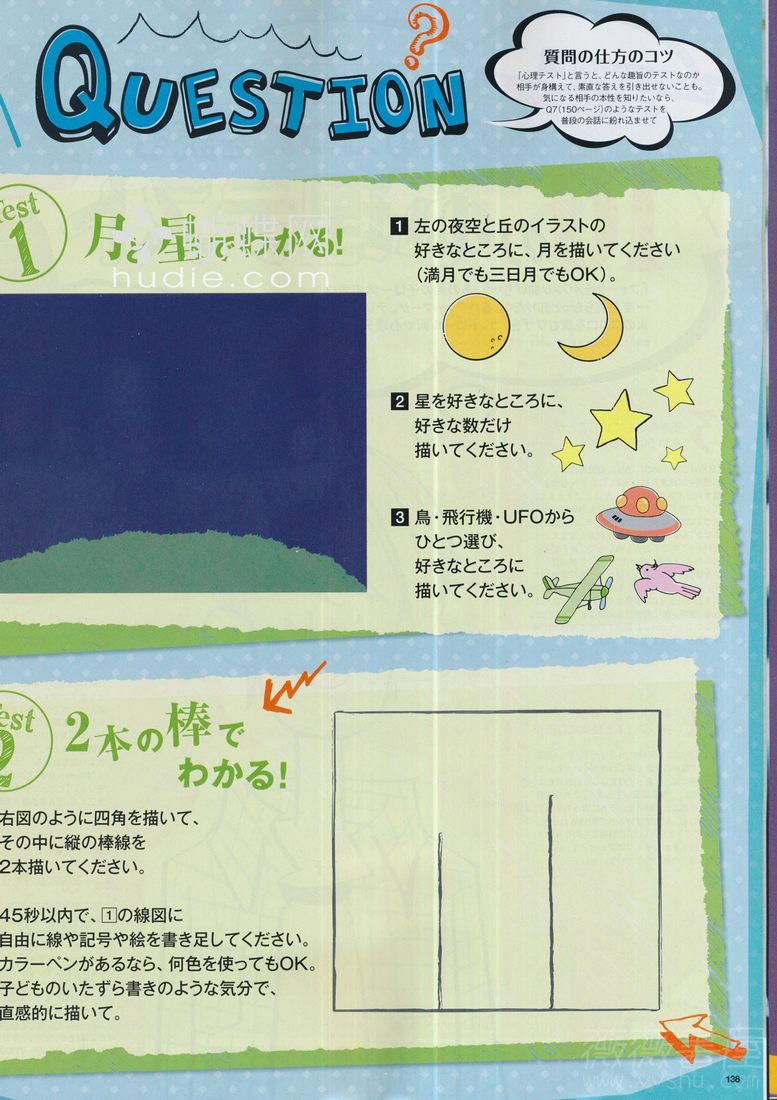 QUESTION?
質問の仕方のコツ
「心理テスト」と言うと、どんな趣旨のテストなのか
相手が身構えて、素直な答えを引き出せないことも。
気になる相手の本性を知りたいなら、
Q7(150ページ)のようなテストを
普段の会話に紛れ込ませて
Test
1
月と星でわかる!
hudie.com
1 左の夜空と丘のイラストの
好きなところに、月を描いてください
(満月でも三日月でもOK)。
2 星を好きなところに、
好きな数だけ
描いてください。
3 鳥・飛行機・UFOから
ひとつ選び、
好きなところに
描いてください。
Test
2
2本の棒で
わかる!
右図のように四角を描いて、
その中に縦の棒線を
2本描いてください。
45秒以内で、1の線図に
自由に線や記号や絵を書き足してください。
カラーペンがあるなら、何色を使ってもOK。
子どものいたずら書きのような気分で、
直感的に描いて。
138